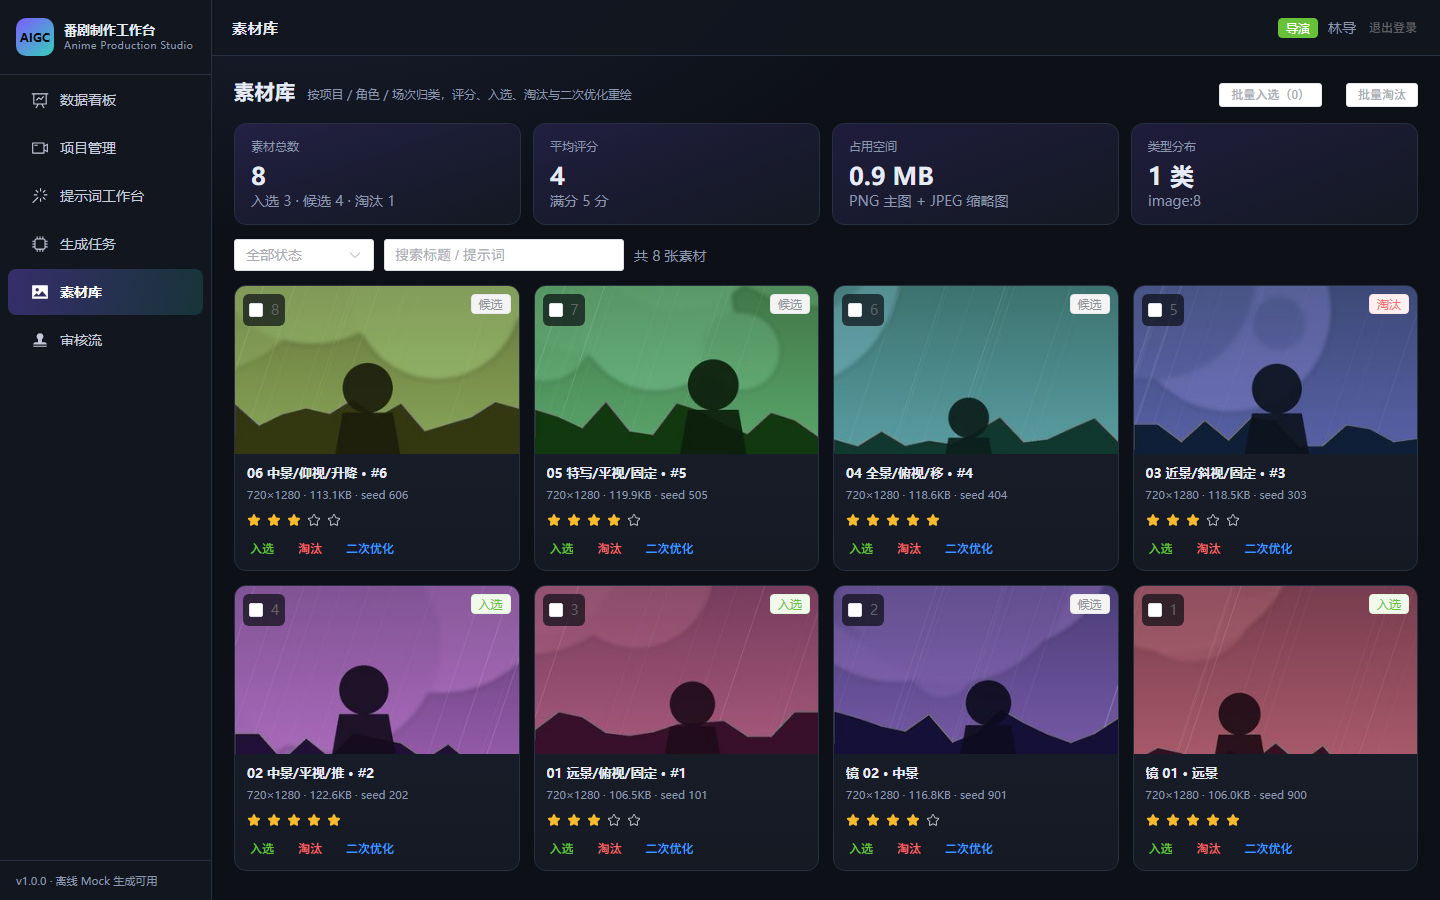 AIGC
番剧制作工作台
Anime Production Studio
数据看板
项目管理
提示词工作台
生成任务
素材库
审核流
v1.0.0 · 离线 Mock 生成可用
素材库
导演 林导 退出登录
素材库 按项目 / 角色 / 场次归类，评分、入选、淘汰与二次优化重绘
批量入选（0） 批量淘汰
素材总数
8
入选 3 · 候选 4 · 淘汰 1
平均评分
4
满分 5 分
占用空间
0.9 MB
PNG 主图 + JPEG 缩略图
类型分布
1 类
image:8
全部状态 搜索标题 / 提示词 共 8 张素材
8 候选
06 中景/仰视/升降 • #6
720×1280 · 113.1KB · seed 606
入选 淘汰 二次优化
7 候选
05 特写/平视/固定 • #5
720×1280 · 119.9KB · seed 505
入选 淘汰 二次优化
6 候选
04 全景/俯视/移 • #4
720×1280 · 118.6KB · seed 404
入选 淘汰 二次优化
5 淘汰
03 近景/斜视/固定 • #3
720×1280 · 118.5KB · seed 303
入选 淘汰 二次优化
4 入选
02 中景/平视/推 • #2
720×1280 · 122.6KB · seed 202
入选 淘汰 二次优化
3 入选
01 远景/俯视/固定 • #1
720×1280 · 106.5KB · seed 101
入选 淘汰 二次优化
2 候选
镜 02 • 中景
720×1280 · 116.8KB · seed 901
入选 淘汰 二次优化
1 入选
镜 01 • 远景
720×1280 · 106.0KB · seed 900
入选 淘汰 二次优化